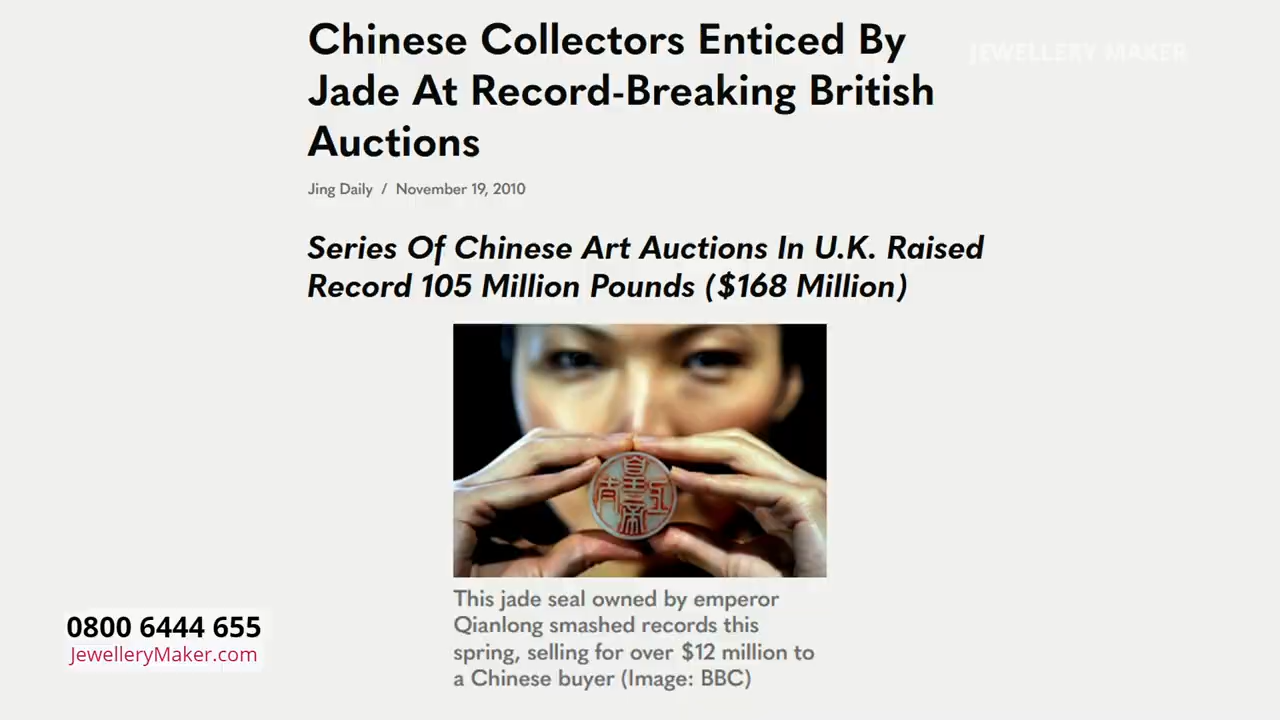 Chinese Collectors Enticed By
Jade At Record-Breaking British
Auctions
JEWELLERY MAKER
Jing Daily / November 19, 2010
Series Of Chinese Art Auctions In U.K. Raised
Record 105 Million Pounds ($168 Million)
This jade seal owned by emperor
Qianlong smashed records this
spring, selling for over $12 million to
a Chinese buyer (Image: BBC)
0800 6444 655
JewelleryMaker.com